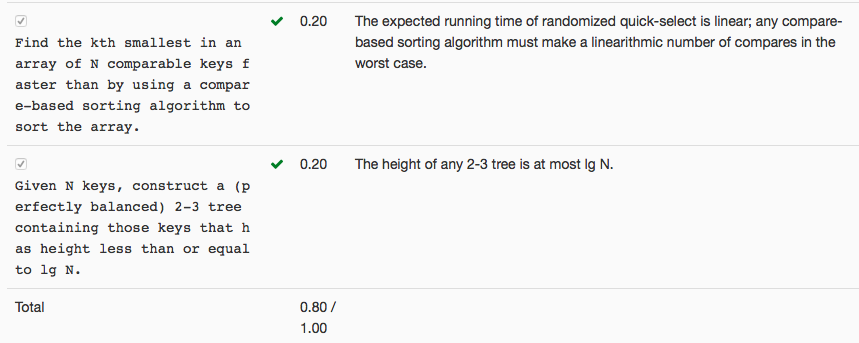 0.20 The expected running time of randomized quick-select is linear; any compare-
Find the kth smallest in an based sorting algorithm must make a linearithmic number of compares in the
array of N comparable keys f worst case.
aster than by using a compar
e-based sorting algorithm to
sort the array.
0.20 The height of any 2-3 tree is at most lg N.
Given N keys, construct a (p
erfectly balanced) 2-3 tree
containing those keys that h
as height less than or equal
to lg N.
Total 0.80 /
1.00